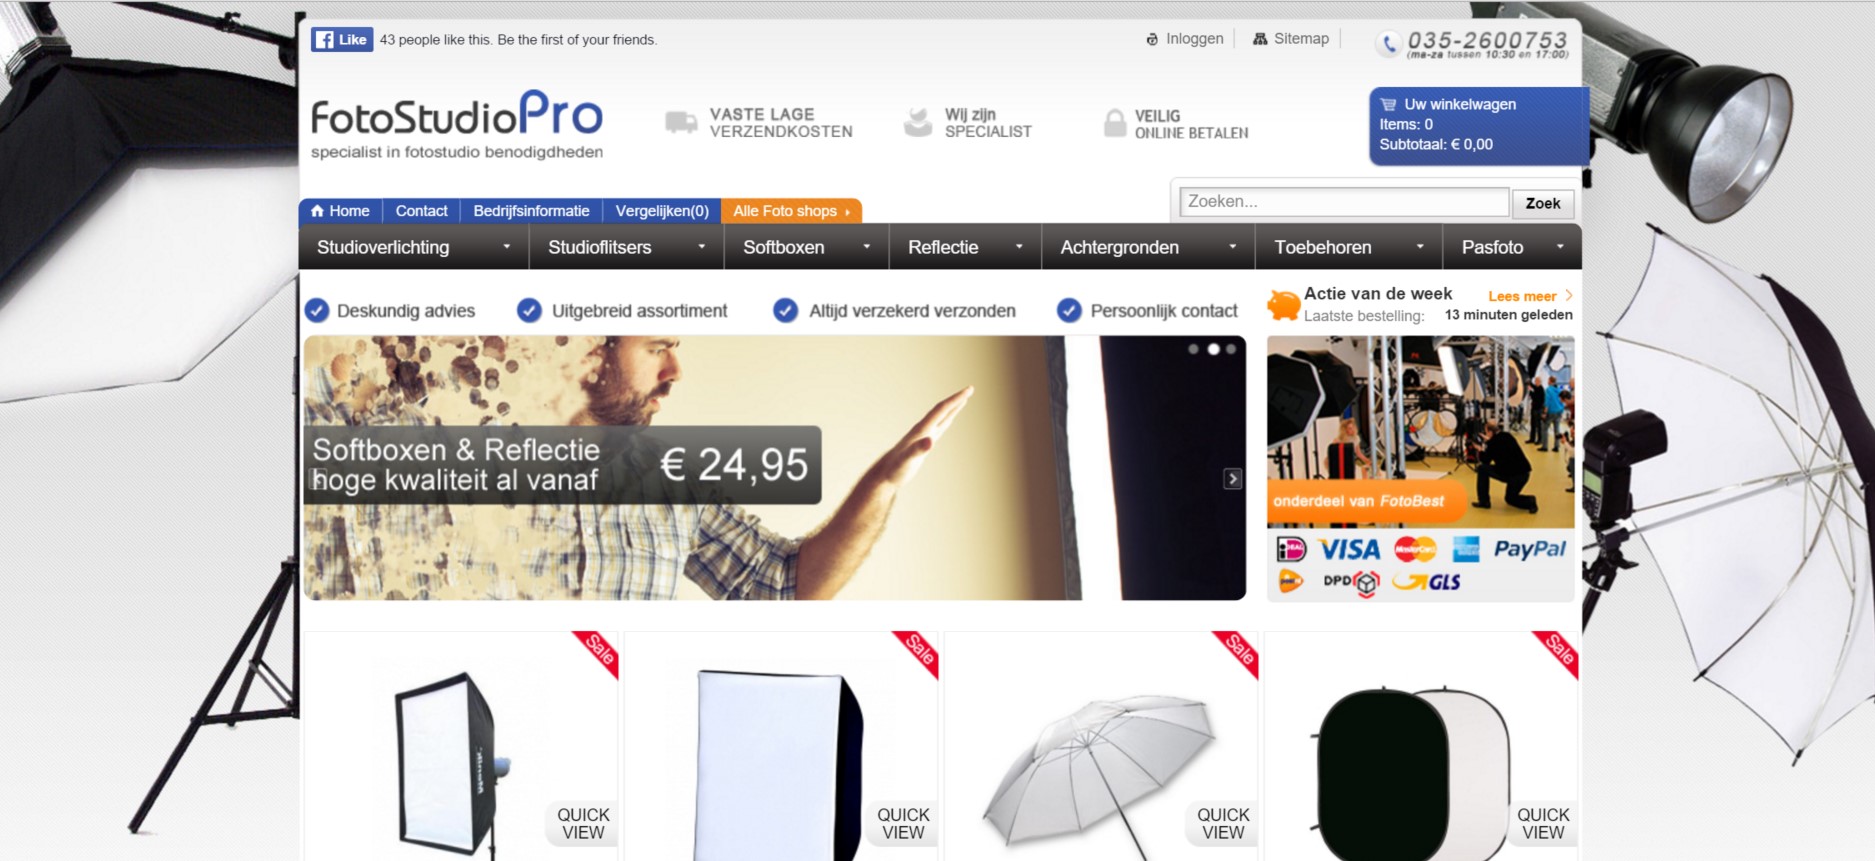 Like 43 people like this. Be the first of your friends.
Inloggen
Sitemap
035-2600753
(ma-za tussen 10:30 en 17:00)
FotoStudioPro
specialist in fotostudio benodigdheden
VASTE LAGE
VERZENDKOSTEN
Wij zijn
SPECIALIST
VEILIG
ONLINE BETALEN
Uw winkelwagen
Items: 0
Subtotaal: € 0,00
Zoeken...
Zoek
Home
Contact
Bedrijfsinformatie
Vergelijken(0)
Alle Foto shops
Studioverlichting
Studioflitsers
Softboxen
Reflectie
Achtergronden
Toebehoren
Pasfoto
Deskundig advies
Uitgebreid assortiment
Altijd verzekerd verzonden
Persoonlijk contact
Actie van de week
Lees meer
Laatste bestelling: 13 minuten geleden
Softboxen & Reflectie
hoge kwaliteit al vanaf
€ 24,95
onderdeel van FotoBest
iDEAL VISA MasterCard PayPal
DPD GLS
Sale
Sale
Sale
Sale
QUICK
VIEW
QUICK
VIEW
QUICK
VIEW
QUICK
VIEW